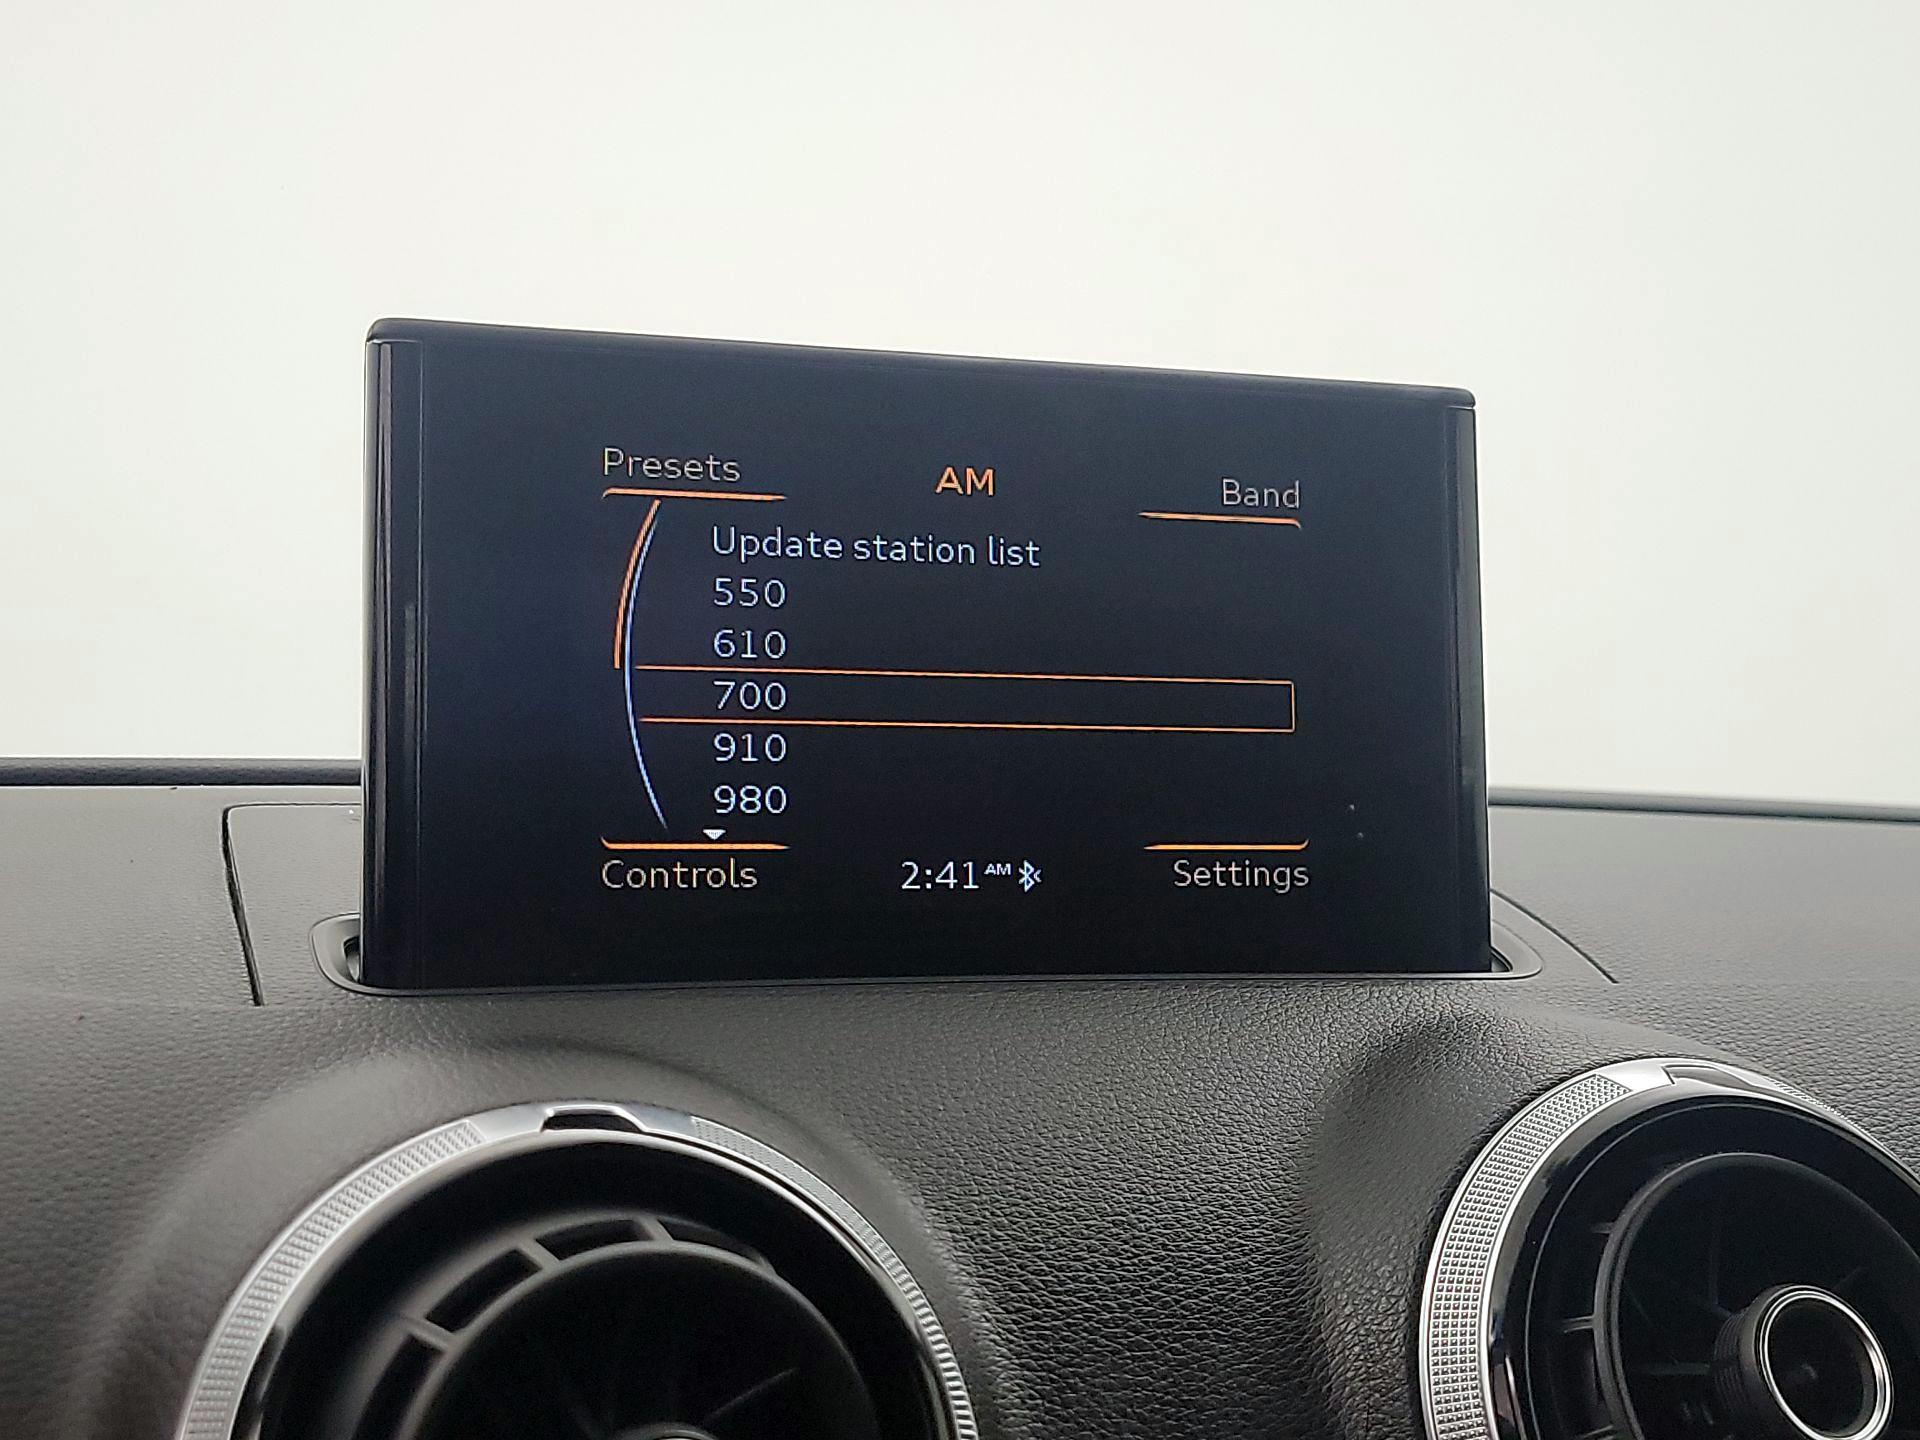 Presets
AM
Band
Update station list
550
610
700
910
980
Controls
2:41 AM
Settings